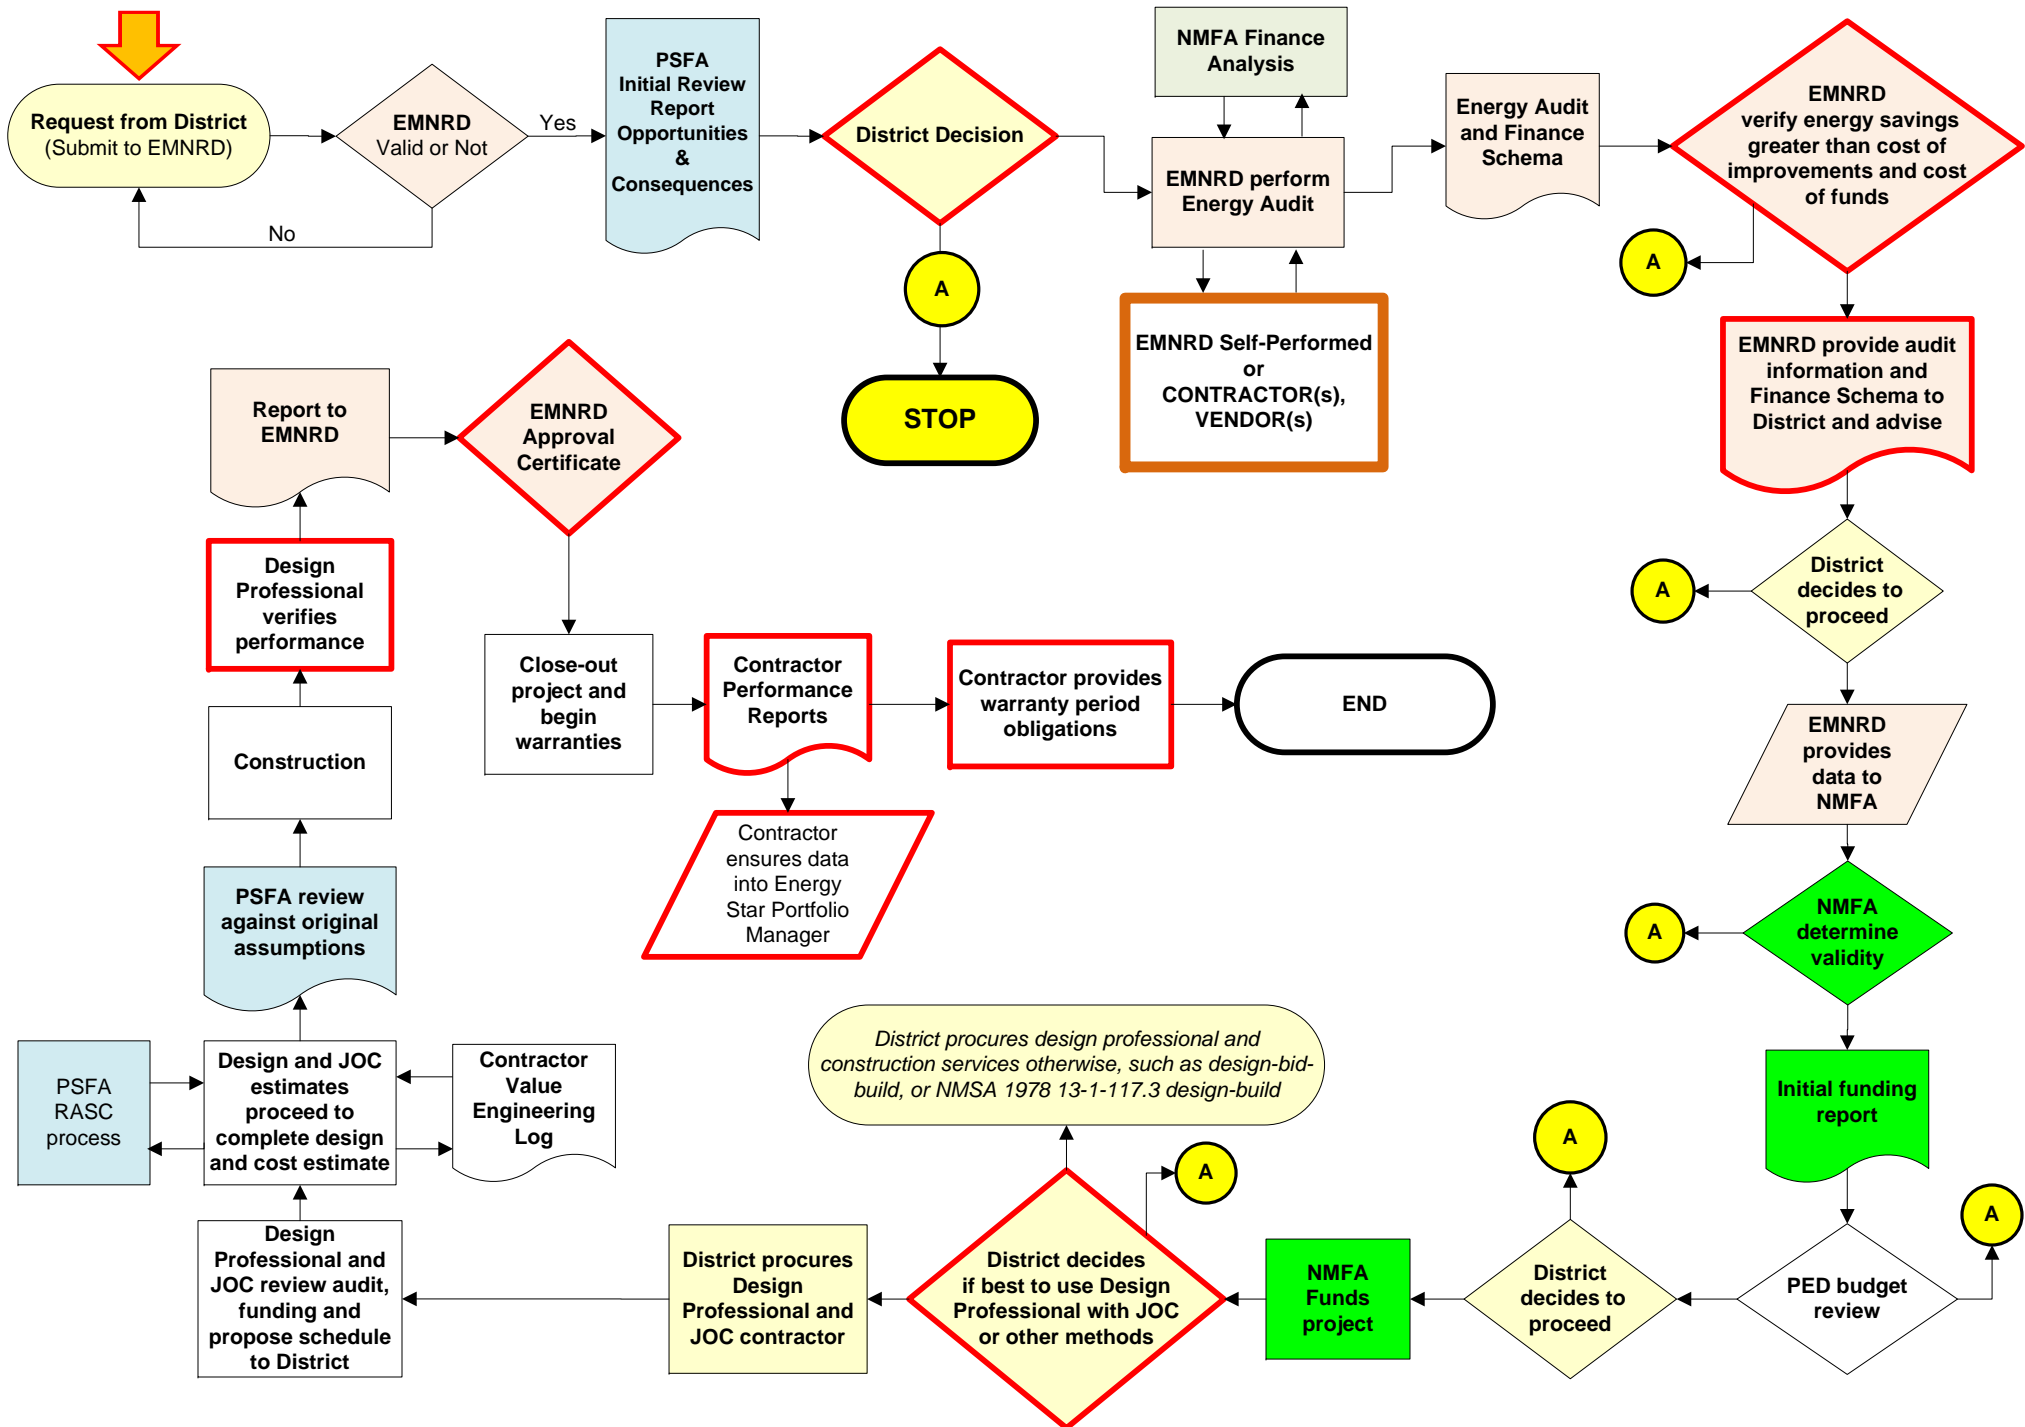 Request from District
(Submit to EMNRD)
EMNRD
Valid or Not
Yes
No
PSFA
Initial Review
Report
Opportunities
&
Consequences
District Decision
A
STOP
NMFA Finance
Analysis
EMNRD perform
Energy Audit
EMNRD Self-Performed
or
CONTRACTOR(s),
VENDOR(s)
Energy Audit
and Finance
Schema
EMNRD
verify energy savings
greater than cost of
improvements and cost
of funds
A
EMNRD provide audit
information and
Finance Schema to
District and advise
District
decides to
proceed
A
EMNRD
provides
data to
NMFA
NMFA
determine
validity
A
Initial funding
report
PED budget
review
A
District
decides to
proceed
A
NMFA
Funds
project
District decides
if best to use Design
Professional with JOC
or other methods
A
District procures design professional and
construction services otherwise, such as design-bid-
build, or NMSA 1978 13-1-117.3 design-build
District procures
Design
Professional and
JOC contractor
Design
Professional and
JOC review audit,
funding and
propose schedule
to District
Design and JOC
estimates
proceed to
complete design
and cost estimate
PSFA
RASC
process
Contractor
Value
Engineering
Log
PSFA review
against original
assumptions
Construction
Design
Professional
verifies
performance
Report to
EMNRD
EMNRD
Approval
Certificate
Close-out
project and
begin
warranties
Contractor
Performance
Reports
Contractor
ensures data
into Energy
Star Portfolio
Manager
Contractor provides
warranty period
obligations
END